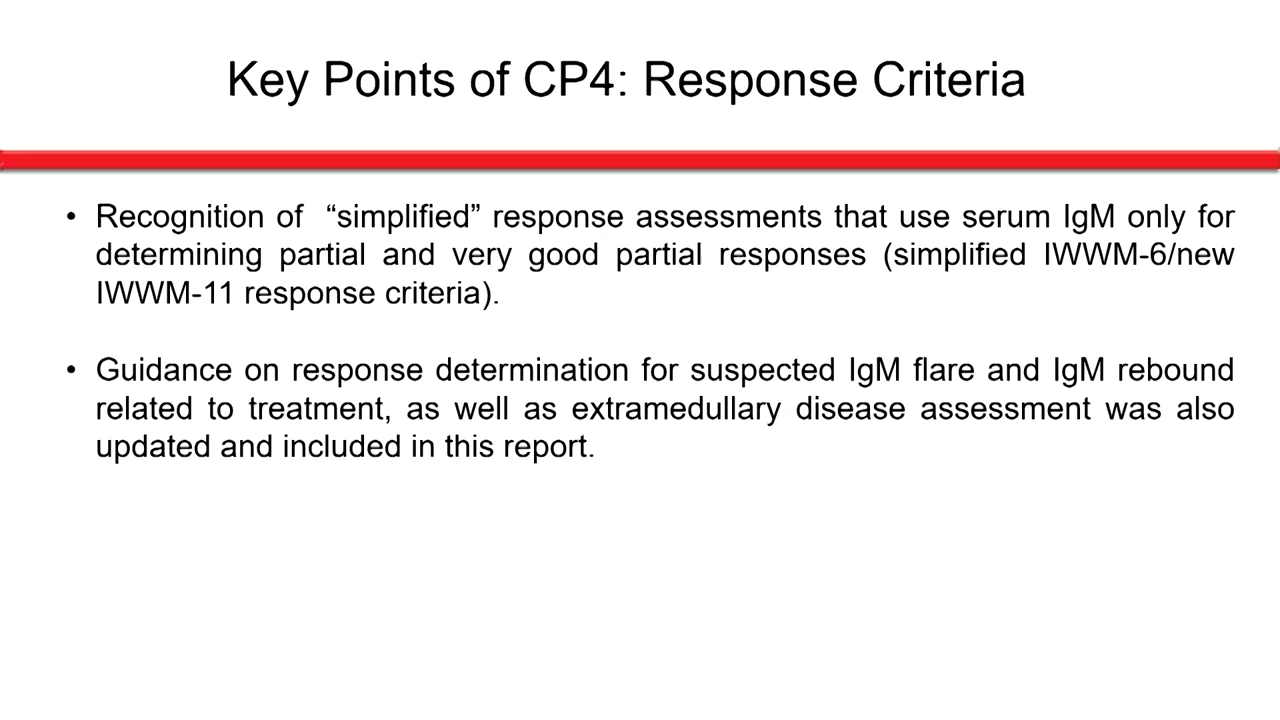 Key Points of CP4: Response Criteria
• Recognition of “simplified” response assessments that use serum IgM only for
determining partial and very good partial responses (simplified IWWM-6/new
IWWM-11 response criteria).
• Guidance on response determination for suspected IgM flare and IgM rebound
related to treatment, as well as extramedullary disease assessment was also
updated and included in this report.